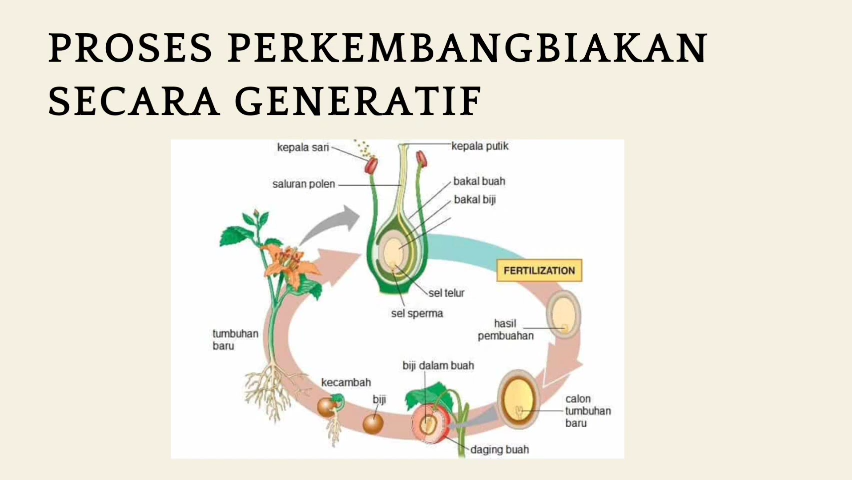 PROSES PERKEMBANGBIAKAN
SECARA GENERATIF
kepala sari
kepala putik
saluran polen
bakal buah
bakal biji
FERTILIZATION
sel telur
sel sperma
hasil
pembuahan
tumbuhan
baru
biji dalam buah
kecambah
biji
calon
tumbuhan
baru
daging buah